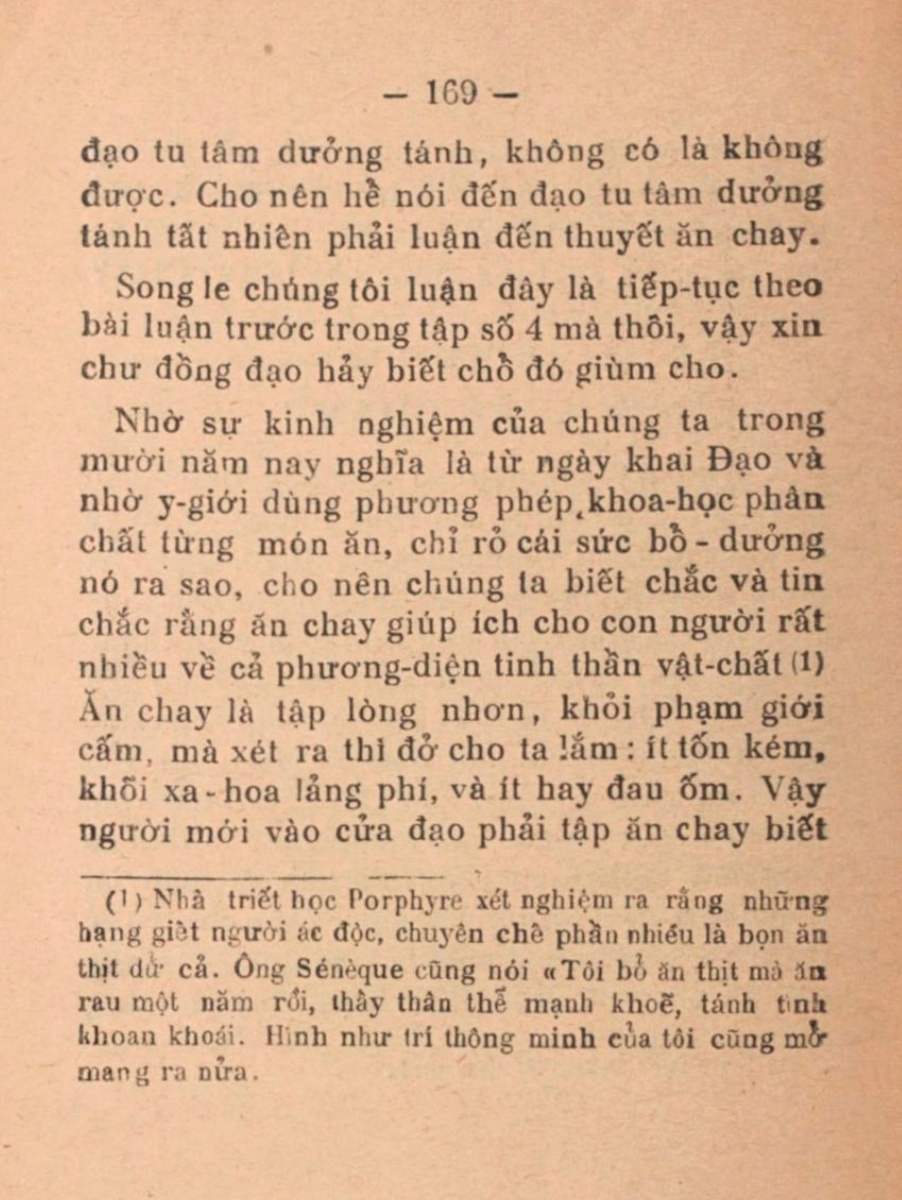 — 169 —
đạo tu tâm dưởng tánh, không có là không
được. Cho nên hể nói đến đạo tu tâm dưởng
tánh tất nhiên phải luận đến thuyết ăn chay.
Song le chúng tôi luận đây là tiếp-tục theo
bài luận trước trong tập số 4 mà thôi, vậy xin
chư đồng đạo hảy biết chổ đó giùm cho.
Nhờ sự kinh nghiệm của chúng ta trong
mười năm nay nghĩa là từ ngày khai Đạo và
nhờ y-giới dùng phương phép khoa-học phân
chất từng món ăn, chỉ rỏ cái sức bổ-dưởng
nó ra sao, cho nên chúng ta biết chắc và tin
chắc rằng ăn chay giúp ích cho con người rất
nhiều về cả phương-diện tinh thần vật-chất (1)
Ăn chay là tập lòng nhơn, khỏi phạm giới
cấm, mà xét ra thì đở cho ta lắm : ít tốn kém,
khỏi xa-hoa lảng phí, và ít hay đau ốm. Vậy
người mới vào cửa đạo phải tập ăn chay biết
(1) Nhà triết học Porphyre xét nghiệm ra rằng những
hạng giết người ác độc, chuyên chế phần nhiều là bọn ăn
thịt dử cả. Ông Sénèque cũng nói «Tôi bỏ ăn thịt mà ăn
rau một năm rồi, thấy thân thể mạnh khoẽ, tánh tình
khoan khoái. Hình như trí thông minh của tôi cũng mở
mang ra nửa.